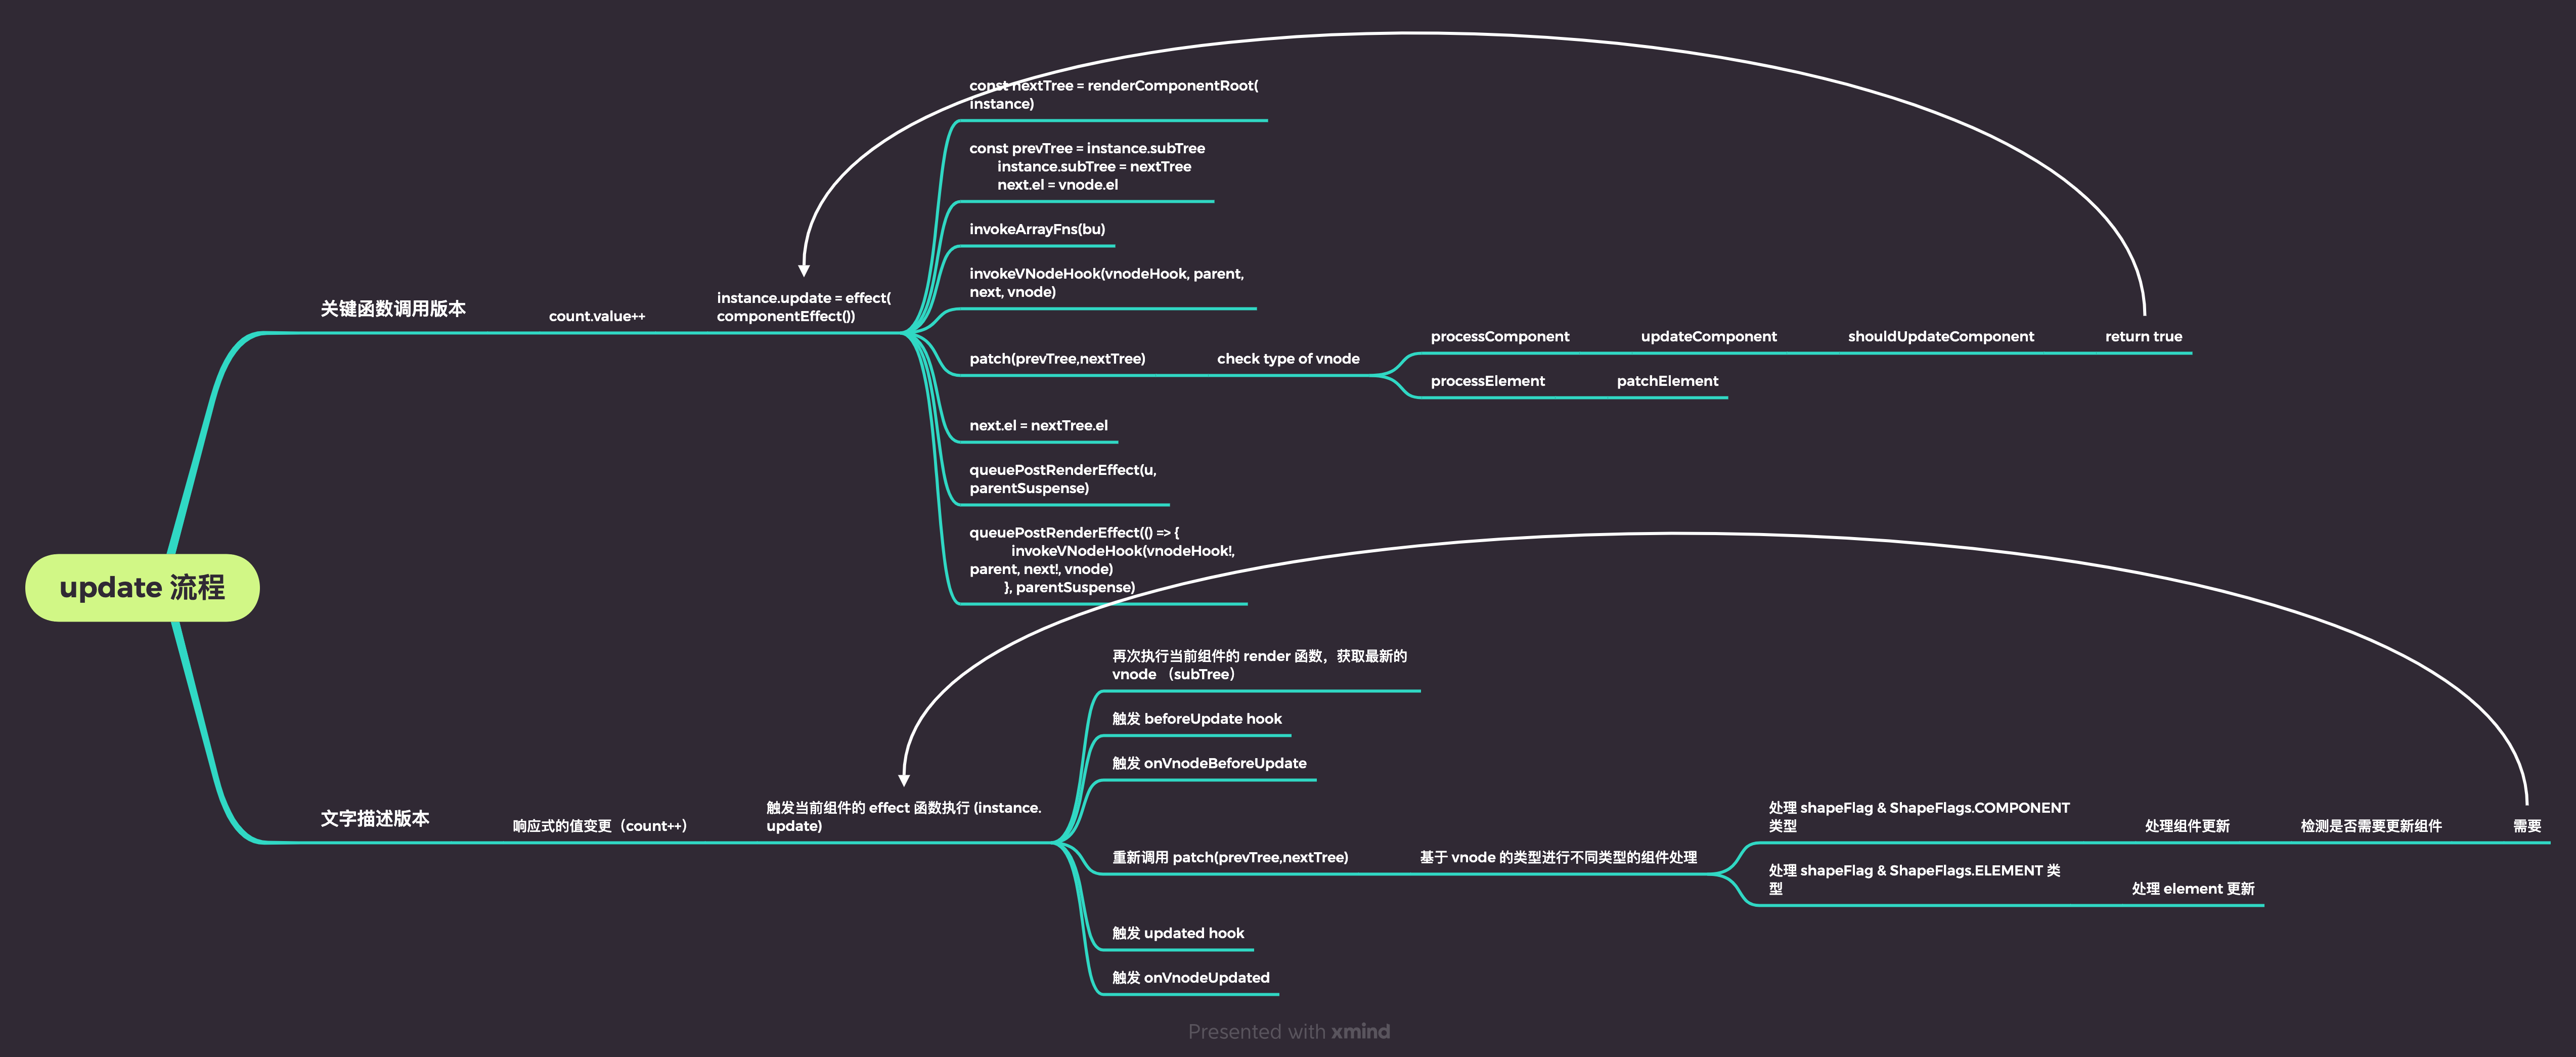 update 流程
关键函数调用版本
count.value++
instance.update = effect(
componentEffect())
const nextTree = renderComponentRoot(
instance)
const prevTree = instance.subTree
instance.subTree = nextTree
next.el = vnode.el
invokeArrayFns(bu)
invokeVNodeHook(vnodeHook, parent,
next, vnode)
patch(prevTree,nextTree)
check type of vnode
processComponent
updateComponent
shouldUpdateComponent
return true
processElement
patchElement
next.el = nextTree.el
queuePostRenderEffect(u,
parentSuspense)
queuePostRenderEffect(() => {
invokeVNodeHook(vnodeHook!,
parent, next!, vnode)
}, parentSuspense)
文字描述版本
响应式的值变更（count++）
触发当前组件的 effect 函数执行 (instance.
update)
再次执行当前组件的 render 函数，获取最新的
vnode （subTree）
触发 beforeUpdate hook
触发 onVnodeBeforeUpdate
重新调用 patch(prevTree,nextTree)
基于 vnode 的类型进行不同类型的组件处理
处理 shapeFlag & ShapeFlags.COMPONENT
类型
处理组件更新
检测是否需要更新组件
需要
处理 shapeFlag & ShapeFlags.ELEMENT 类
型
处理 element 更新
触发 updated hook
触发 onVnodeUpdated
Presented with xmind